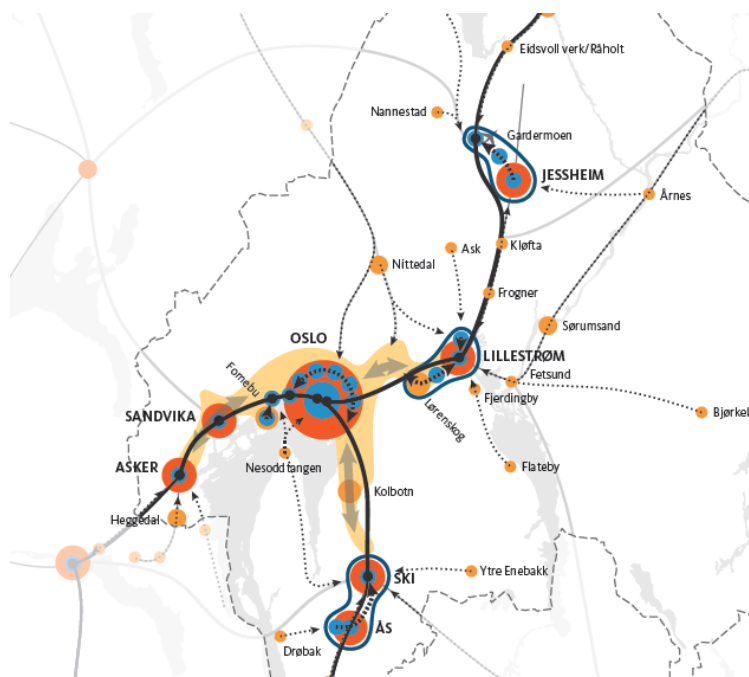 Eidsvoll verk/Råholt
Nannestad
Gardermoen
JESSHEIM
Årnes
Ask
Kløfta
Nittedal
Frogner
OSLO
Sørumsand
LILLESTRØM
Fetsund
Fornebu
Fjerdingby
Bjørkel
SANDVIKA
Lørenskog
ASKER
Nesoddtangen
Flateby
Kolbotn
Heggedal
Ytre Enebakk
SKI
ÅS
Drøbak